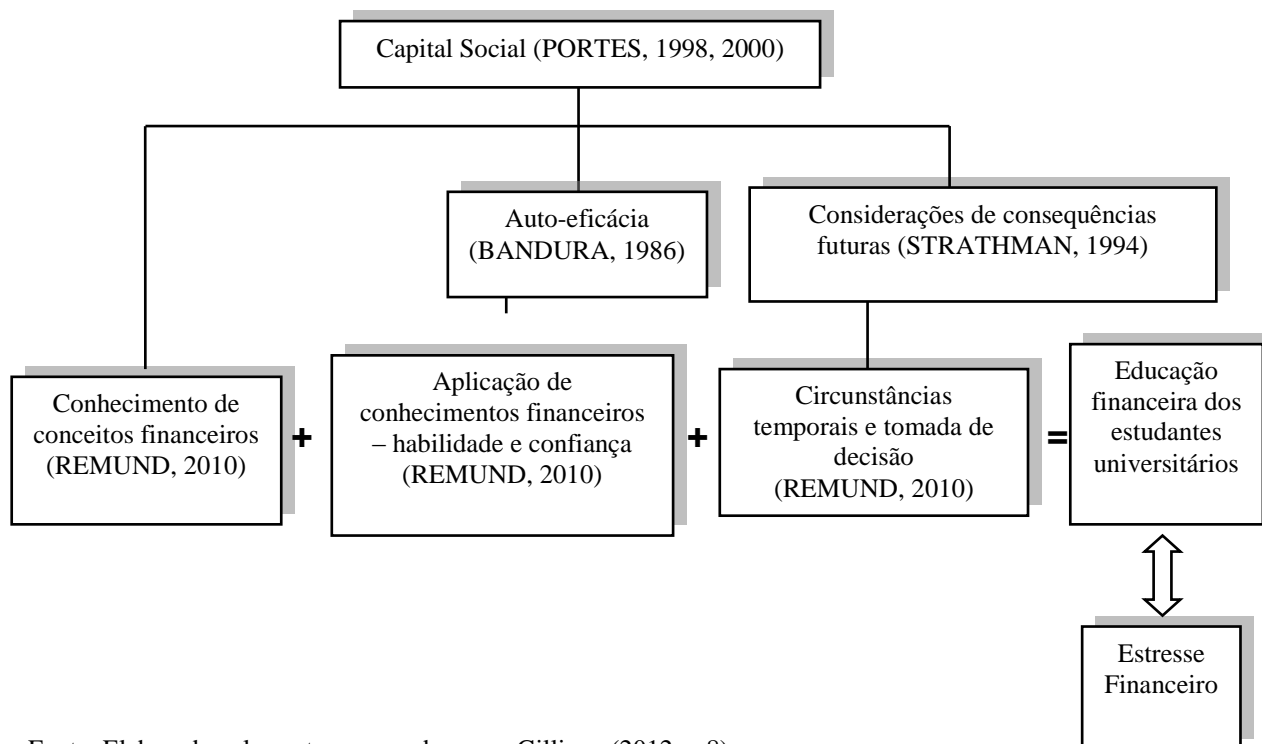 Capital Social (PORTES, 1998, 2000)
Auto-eficácia
(BANDURA, 1986)
Considerações de consequências
futuras (STRATHMAN, 1994)
Conhecimento de
conceitos financeiros
(REMUND, 2010)
+
Aplicação de
conhecimentos financeiros
– habilidade e confiança
(REMUND, 2010)
+
Circunstâncias
temporais e tomada de
decisão
(REMUND, 2010)
=
Educação
financeira dos
estudantes
universitários
Estresse
Financeiro